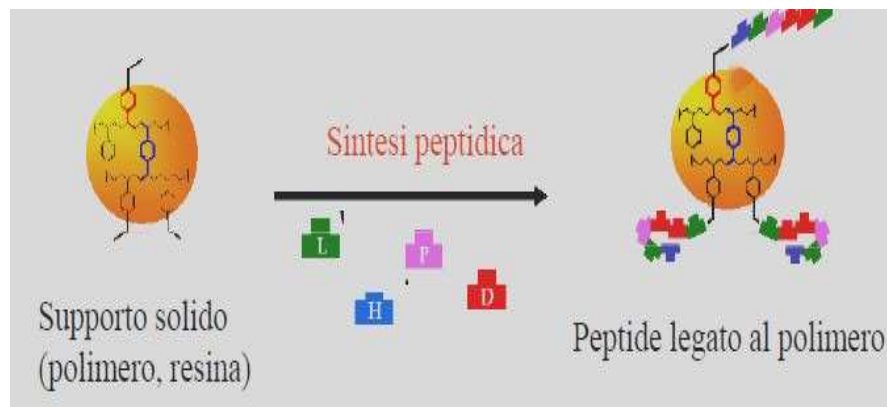 Sintesi peptidica
L
P
H
D
Supporto solido
(polimero, resina)
Peptide legato al polimero